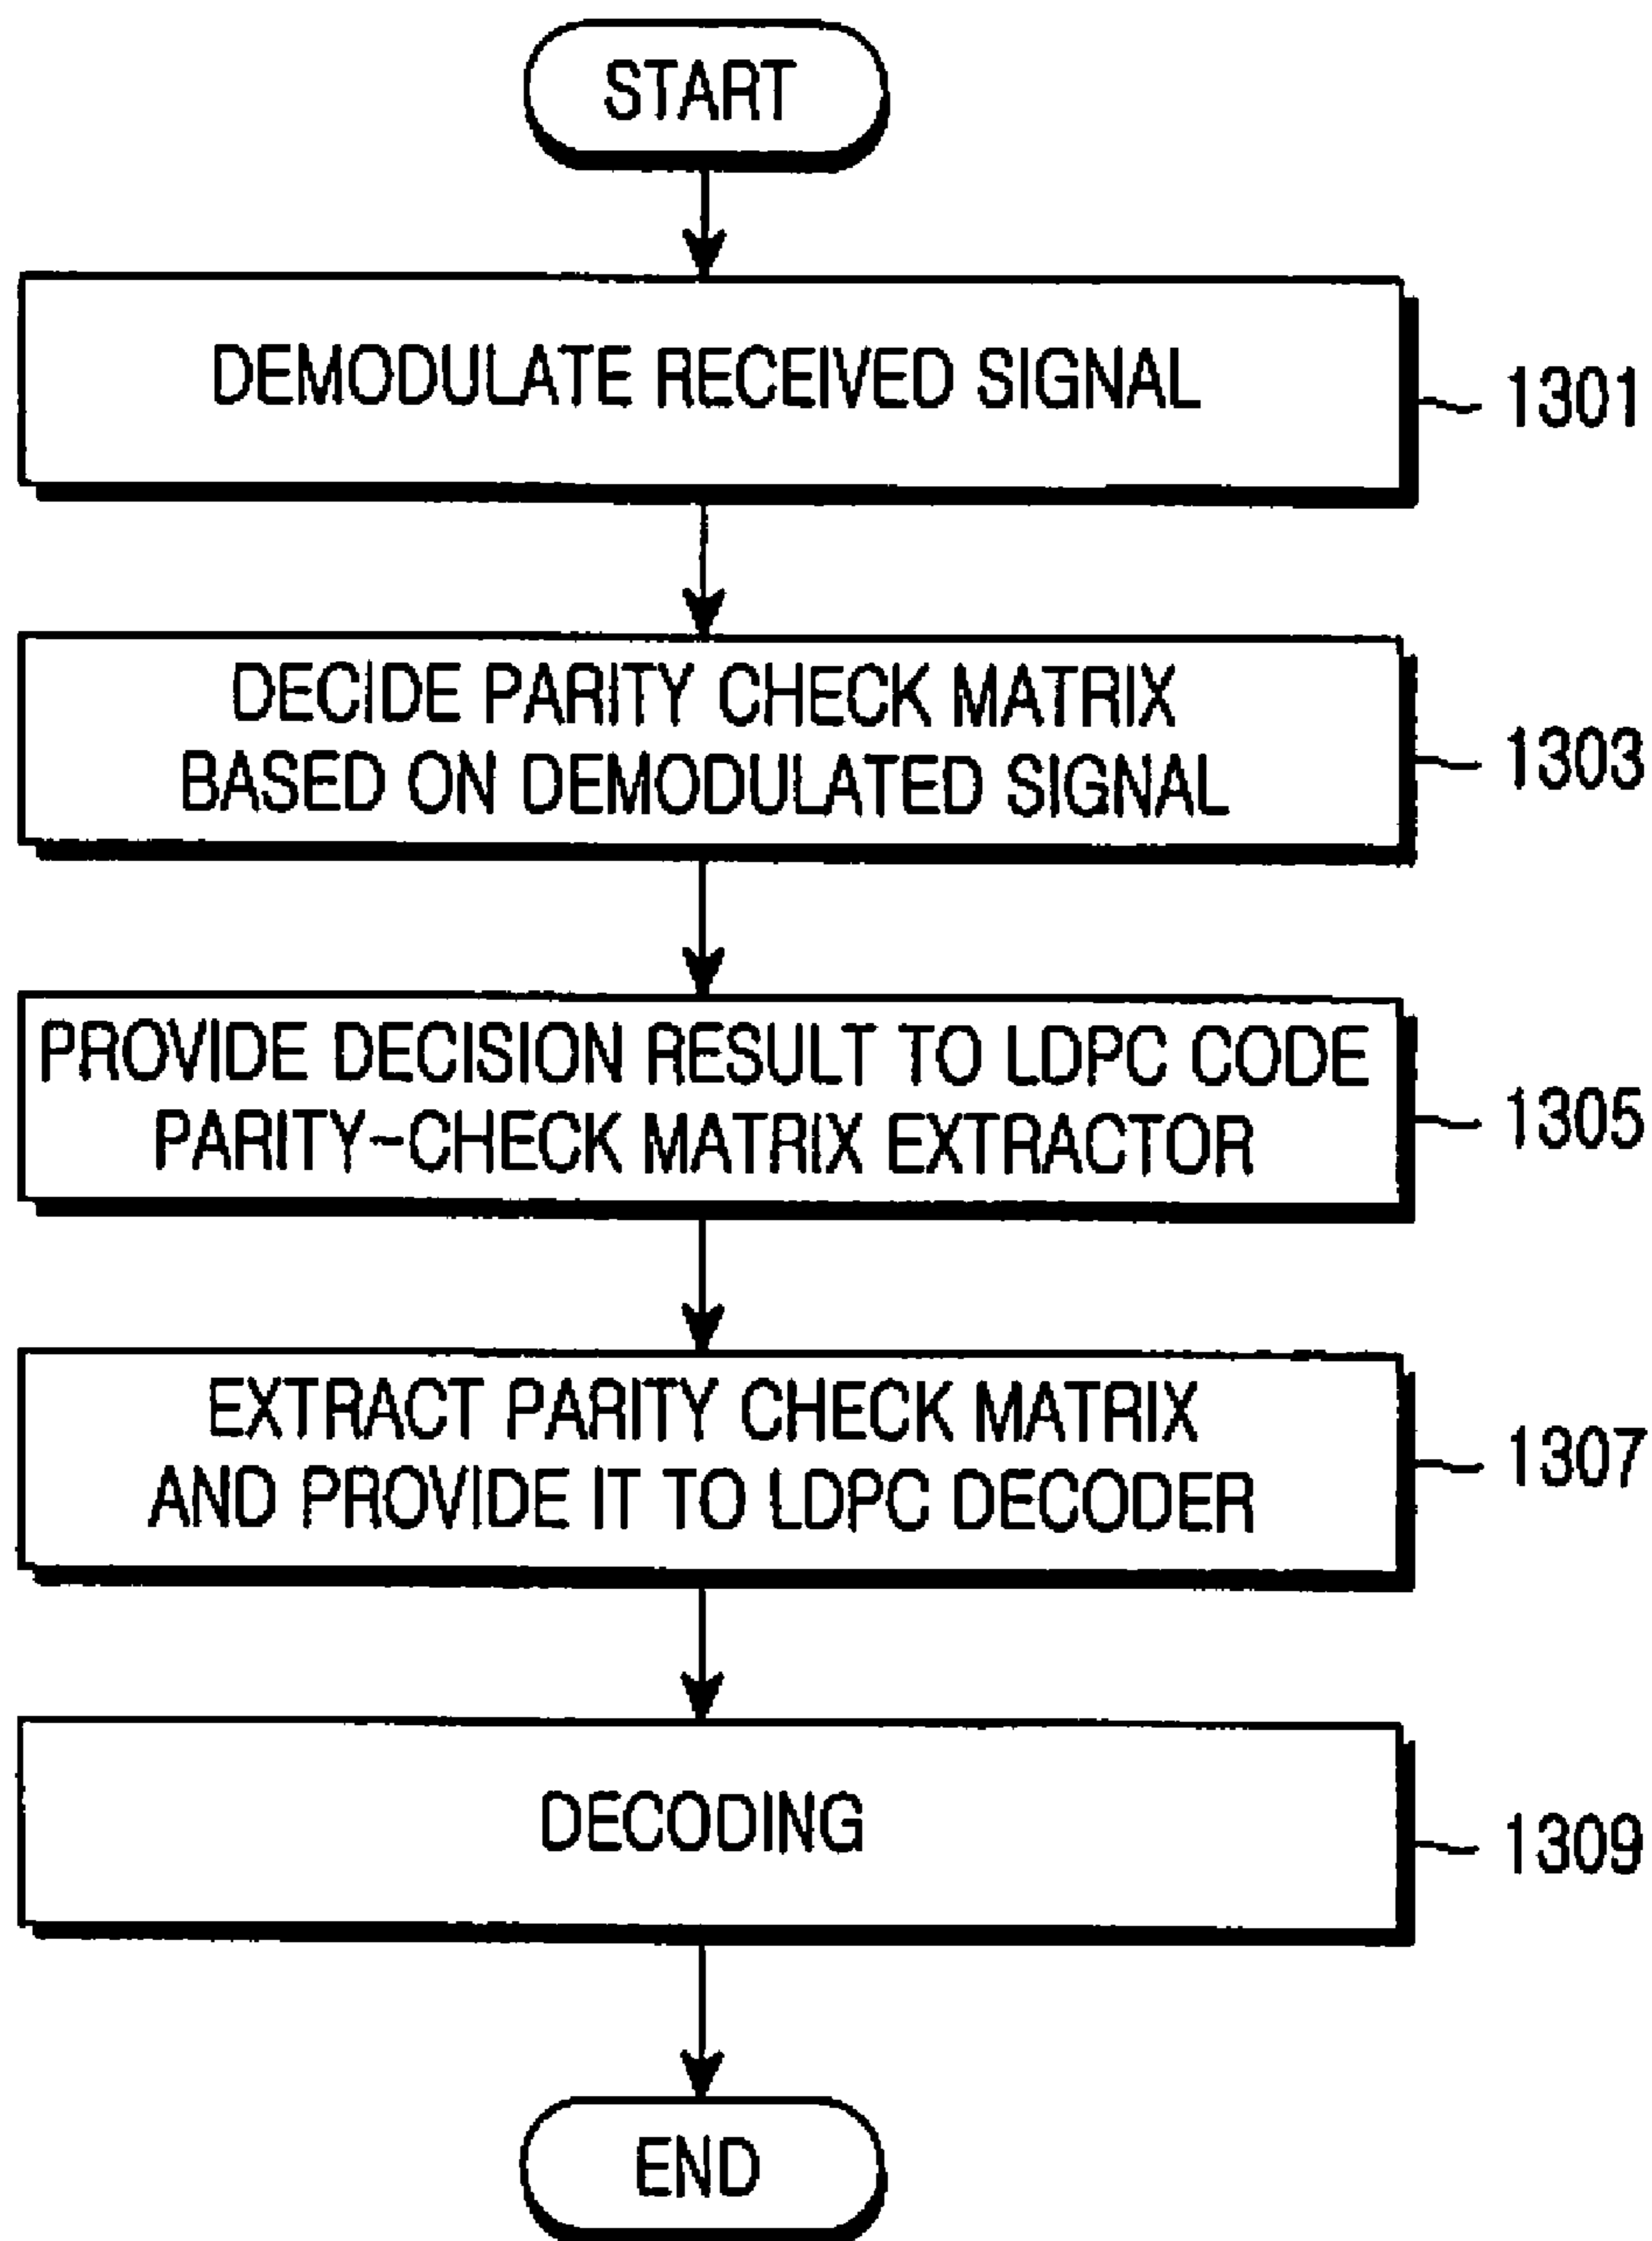 START
DEMODULATE RECEIVED SIGNAL
1301
DECIDE PARITY CHECK MATRIX
BASED ON DEMODULATED SIGNAL
1303
PROVIDE DECISION RESULT TO LDPC CODE
PARITY-CHECK MATRIX EXTRACTOR
1305
EXTRACT PARITY CHECK MATRIX
AND PROVIDE IT TO LDPC DECODER
1307
DECODING
1309
END